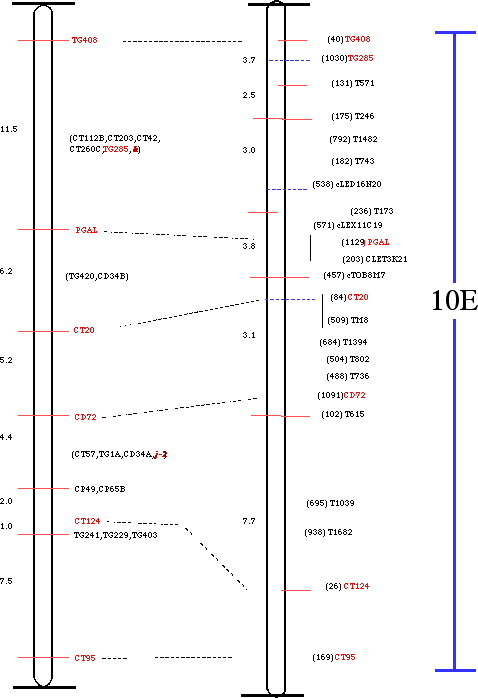 TG408
11.5
(CT112B,CT203,CT42,
CT260C,TG285,
PGAL
6.2
(TG420,CD34B)
CT20
5.2
CD72
4.4
(CT57,TG1A,CD34A,j-2)
CP49,CP65B
2.0
CT124
1.0
TG241,TG229,TG403
7.5
CT95
(40) TG408
3.7
(1030) TG285
(131) T571
2.5
(175) T246
(792) T1482
3.0
(182) T743
(538) cLED16N20
(236) T173
(571) cLEX11C19
3.8
(1129) PGAL
(203) CLET3K21
(457) cTOB8M7
(84) CT20
(509) TM8
3.1
(684) T1394
(504) T802
(488) T736
(1091) CD72
(102) T615
(695) T1039
7.7
(938) T1682
(26) CT124
(169) CT95
10E